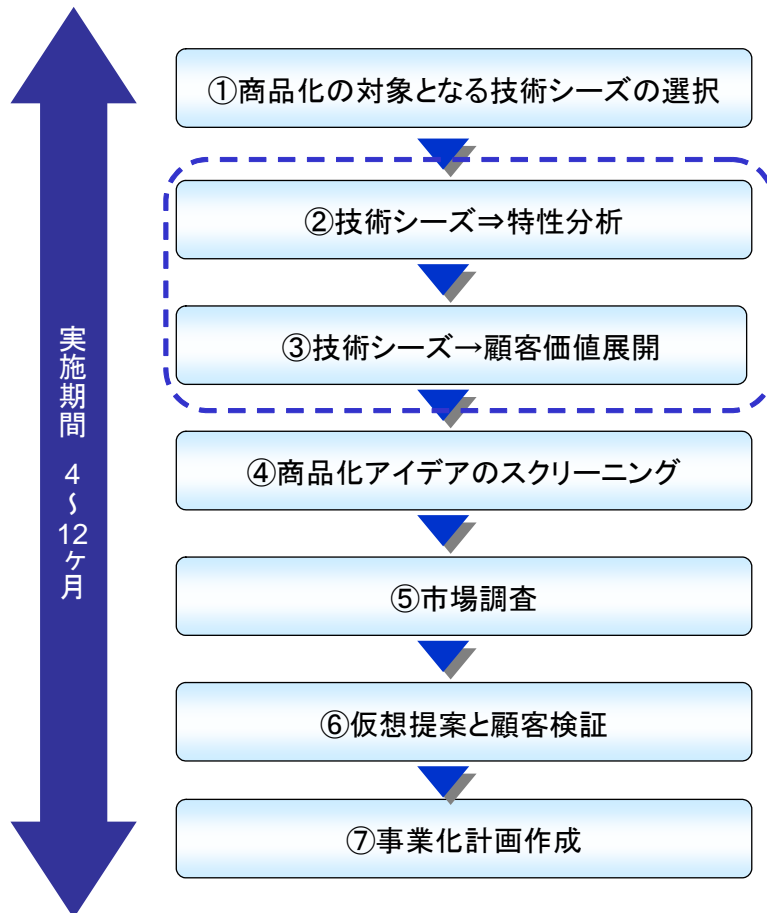 ①商品化の対象となる技術シーズの選択
②技術シーズ⇒特性分析
③技術シーズ→顧客価値展開
④商品化アイデアのスクリーニング
⑤市場調査
⑥仮想提案と顧客検証
⑦事業化計画作成
実施期間 4〜12ヶ月